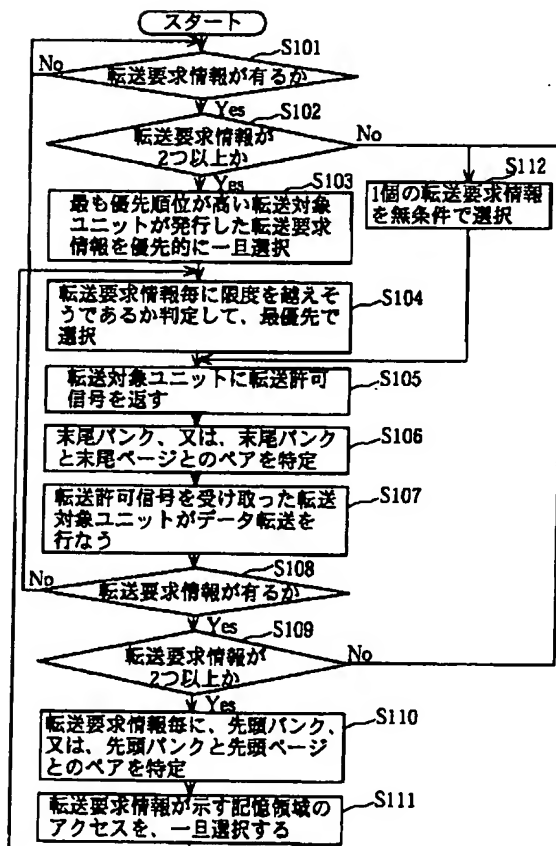 スタート
S101
No
転送要求情報が有るか
Yes
S102
転送要求情報が
2つ以上か
No
Yes
S103
最も優先順位が高い転送対象
ユニットが発行した転送要求
情報を優先的に一旦選択
S112
1個の転送要求情報
を無条件で選択
転送要求情報毎に限度を越えそ
うであるか判定して、最優先で
選択
S104
転送対象ユニットに転送許可
信号を返す
S105
末尾バンク、又は、末尾バンク
と末尾ページとのペアを特定
S106
転送許可信号を受け取った転送
対象ユニットがデータ転送を
行なう
S107
No
S108
転送要求情報が有るか
Yes
S109
転送要求情報が
2つ以上か
No
Yes
転送要求情報毎に、先頭バンク、
又は、先頭バンクと先頭ページ
とのペアを特定
S110
転送要求情報が示す記憶領域の
アクセスを、一旦選択する
S111